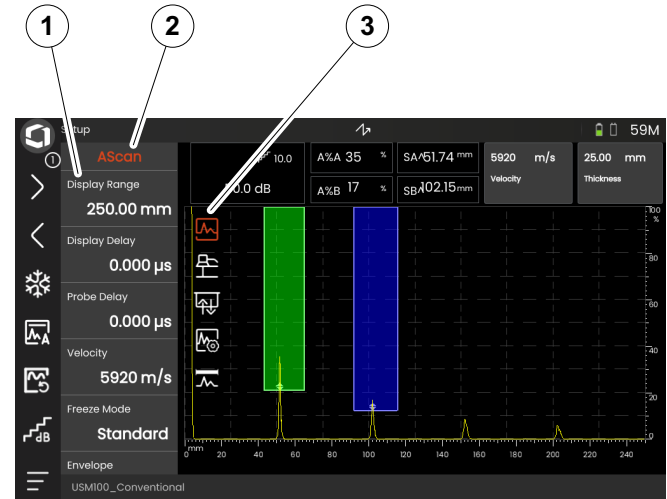 1 2 3
Setup 59M
1
AScan
10.0
dB
A%A 35 %
A%B 17 %
SA^51.74 mm
SB^102.15 mm
5920 m/s
Velocity
25.00 mm
Thickness
Display Range
250.00 mm
Display Delay
0.000 µs
Probe Delay
0.000 µs
Velocity
5920 m/s
Freeze Mode
Standard
Envelope
A
dB
100
%
80
60
40
20
0
mm
0 20 40 60 80 100 120 140 160 180 200 220 240
USM100_Conventional